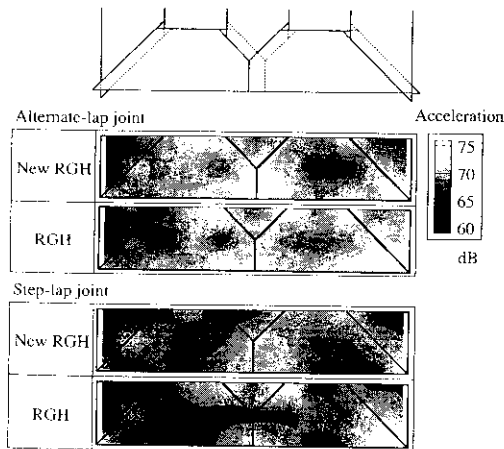 Alternate-lap joint
Acceleration
New RGH
RGH
75
70
65
60
dB
Step-lap joint
New RGH
RGH